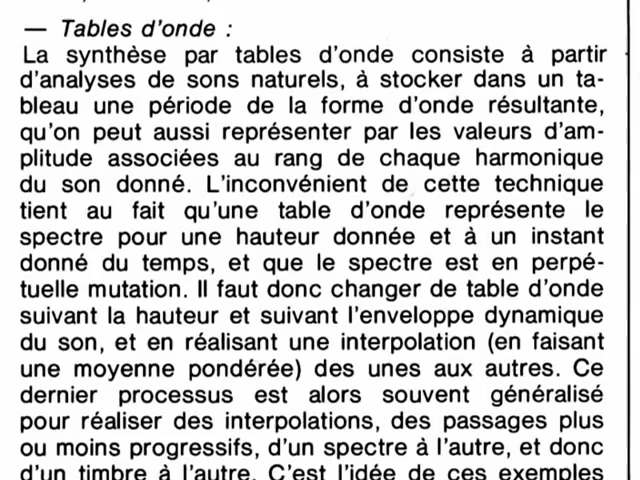 — Tables d'onde :
La synthèse par tables d'onde consiste à partir
d'analyses de sons naturels, à stocker dans un ta-
bleau une période de la forme d'onde résultante,
qu'on peut aussi représenter par les valeurs d'am-
plitude associées au rang de chaque harmonique
du son donné. L'inconvénient de cette technique
tient au fait qu'une table d'onde représente le
spectre pour une hauteur donnée et à un instant
donné du temps, et que le spectre est en perpé-
tuelle mutation. Il faut donc changer de table d'onde
suivant la hauteur et suivant l'enveloppe dynamique
du son, et en réalisant une interpolation (en faisant
une moyenne pondérée) des unes aux autres. Ce
dernier processus est alors souvent généralisé
pour réaliser des interpolations, des passages plus
ou moins progressifs, d'un spectre à l'autre, et donc
d'un timbre à l'autre. C'est l'idée de ces exemples